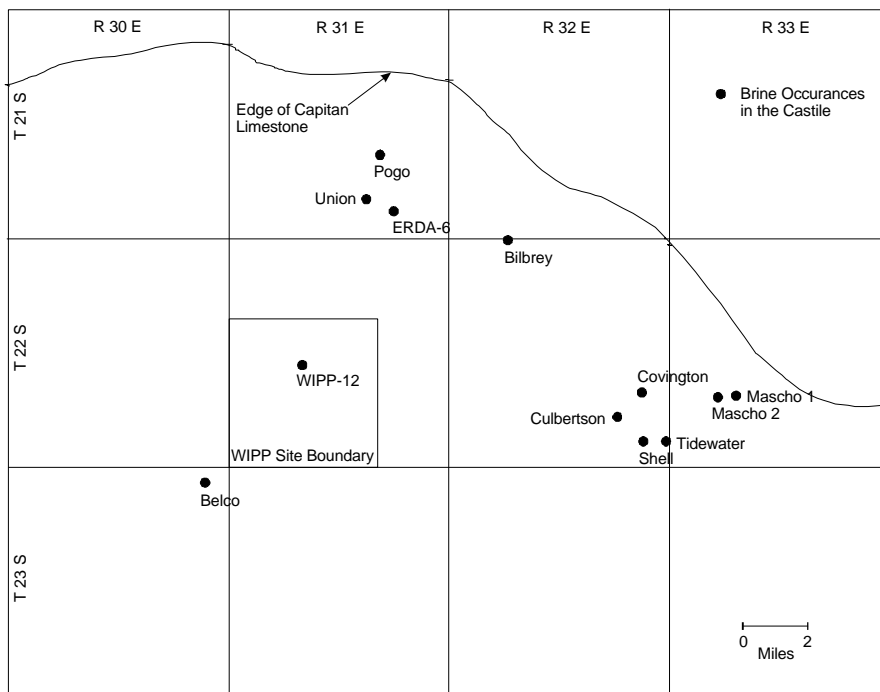 R 30 E
R 31 E
R 32 E
R 33 E
T 21 S
Edge of Capitan
Limestone
Brine Occurances
in the Castile
Pogo
Union
ERDA-6
Bilbrey
T 22 S
WIPP-12
Covington
Mascho 1
Mascho 2
Culbertson
Tidewater
Shell
WIPP Site Boundary
Belco
T 23 S
0
2
Miles